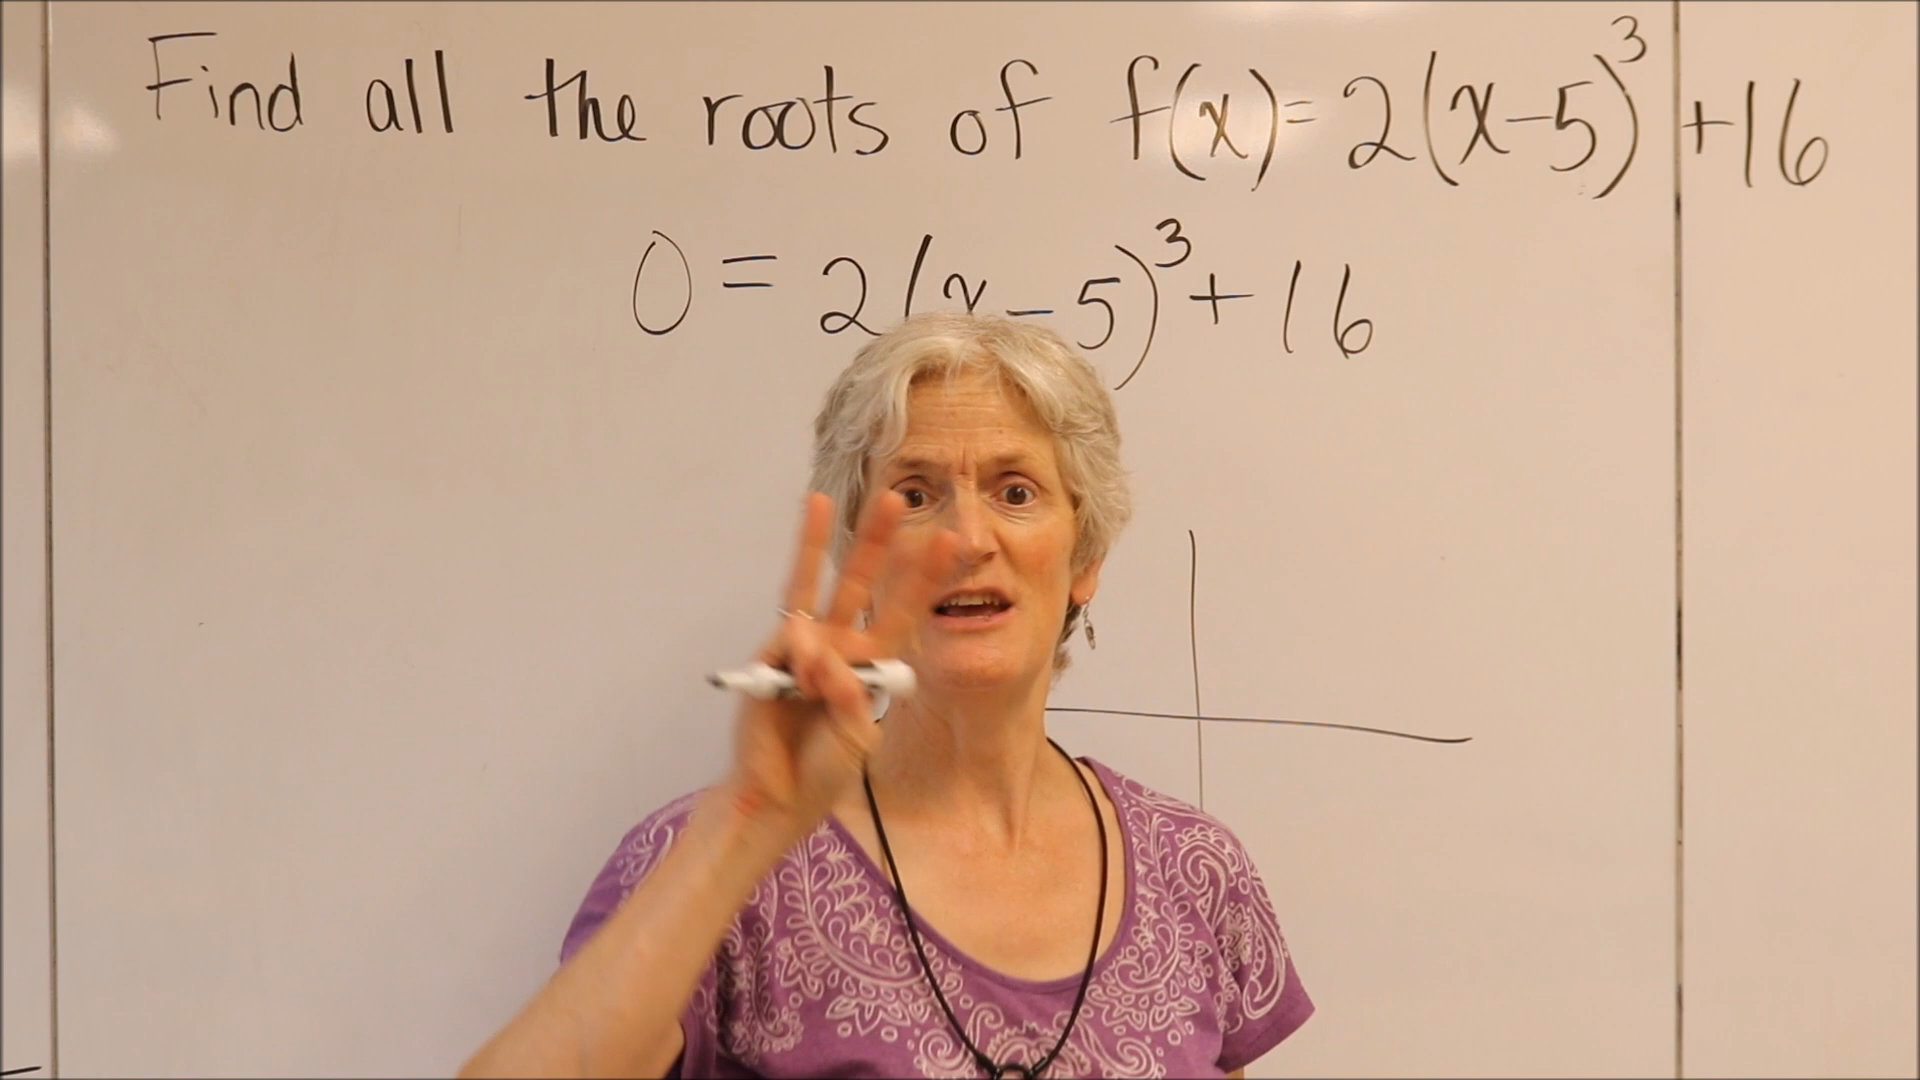 Find all the roots of f(x)=2(x-5)³+16
0=2(x-5)³+16